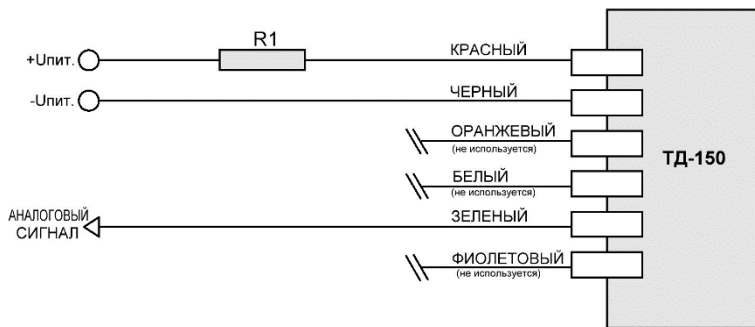 R1
+Uпит.
КРАСНЫЙ
-Uпит.
ЧЕРНЫЙ
ОРАНЖЕВЫЙ
(не используется)
ТД-150
БЕЛЫЙ
(не используется)
АНАЛОГОВЫЙ
СИГНАЛ
ЗЕЛЕНЫЙ
ФИОЛЕТОВЫЙ
(не используется)